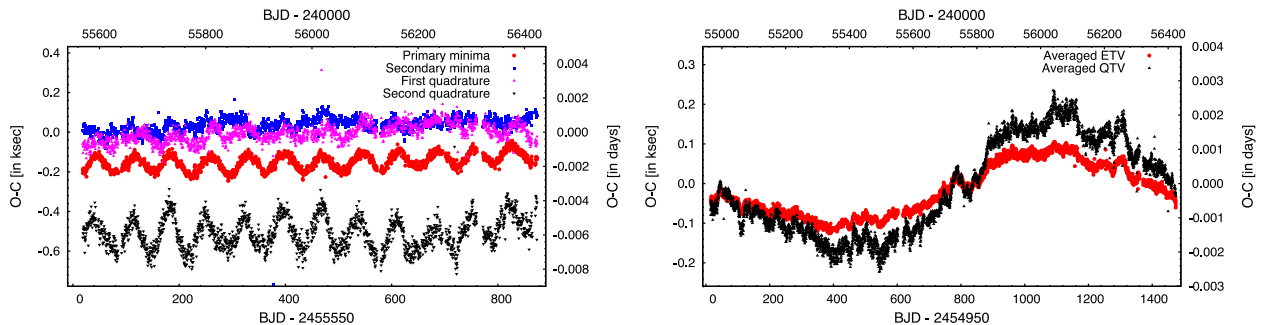 BJD - 240000
55600 55800 56000 56200 56400
Primary minima
Secondary minima
First quadrature
Second quadrature
O-C [in ksec]
0.4
0.2
0.0
-0.2
-0.4
-0.6
O-C [in days]
0.004
0.002
0.000
-0.002
-0.004
-0.006
-0.008
0 200 400 600 800
BJD - 2455550
BJD - 240000
55000 55200 55400 55600 55800 56000 56200 56400
Averaged ETV
Averaged QTV
O-C [in ksec]
0.3
0.2
0.1
0.0
-0.1
-0.2
O-C [in days]
0.004
0.003
0.002
0.001
0.000
-0.001
-0.002
-0.003
0 200 400 600 800 1000 1200 1400
BJD - 2454950